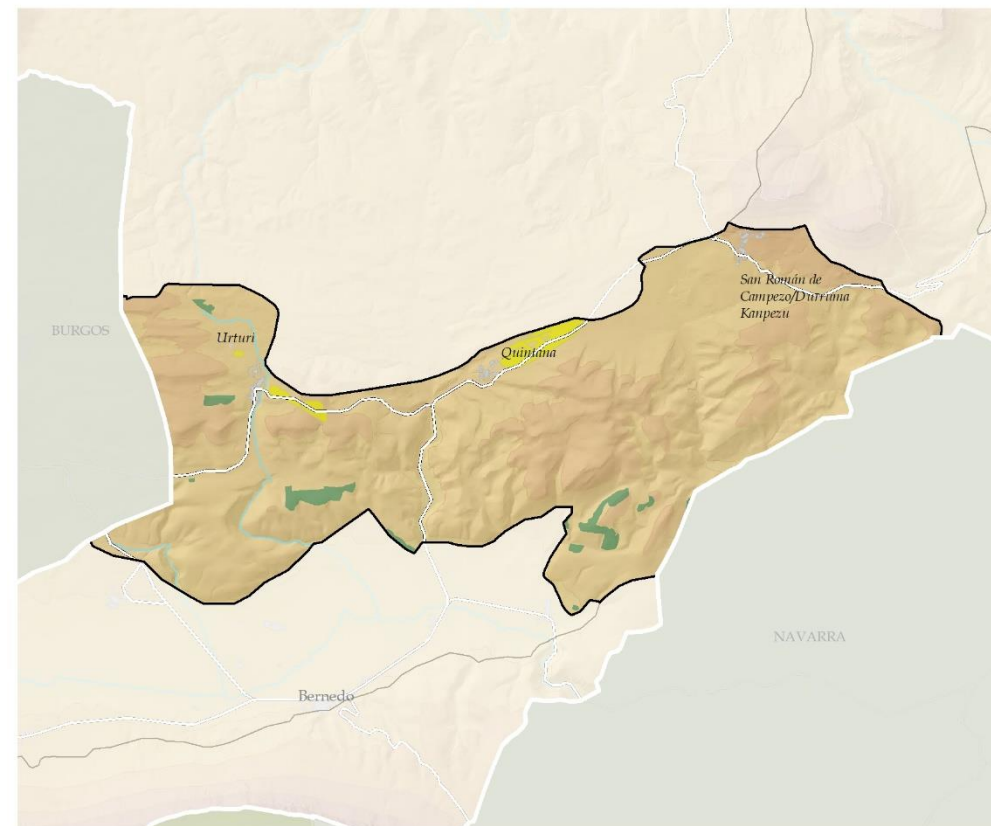 San Román de
Campezo/Durruma
Kanpezu
BURGOS
Urturi
Quintana
NAVARRA
Bernedo